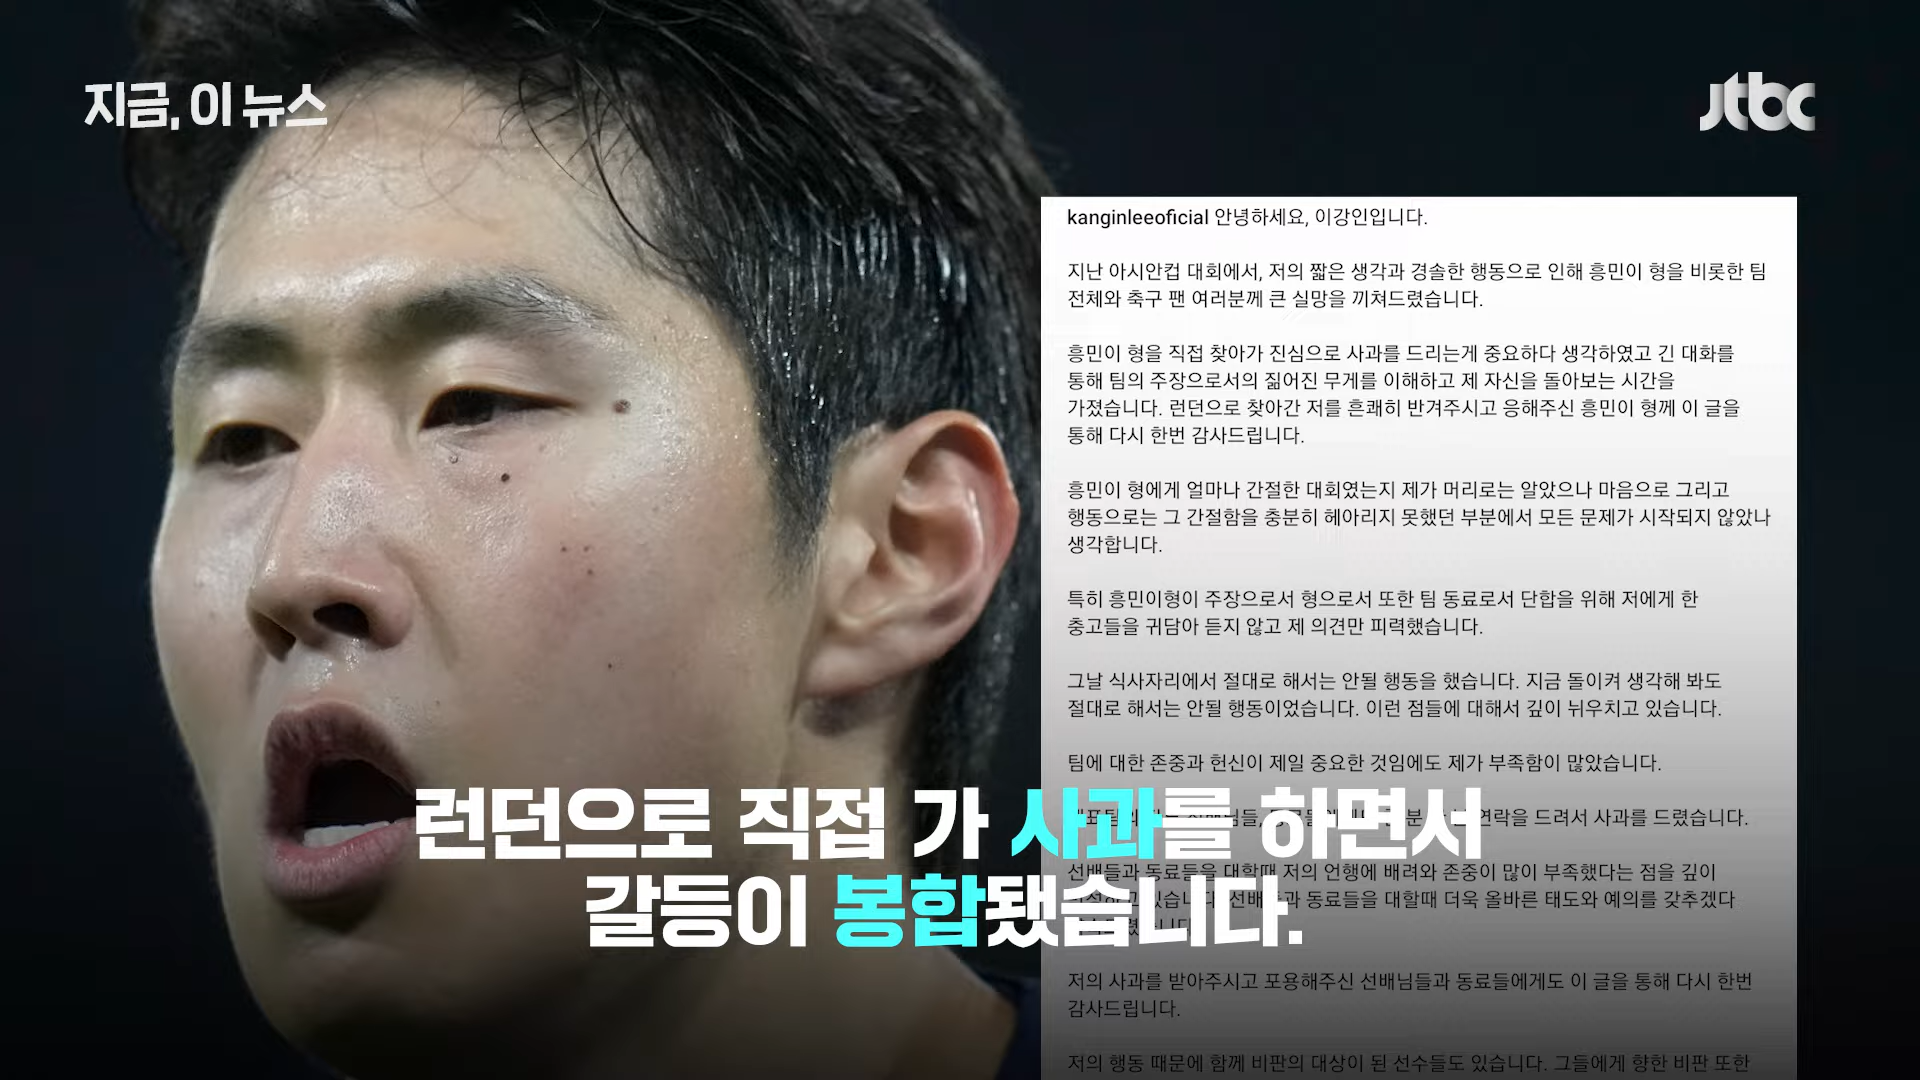 지금, 이 뉴스
jtbc
kanginleeoficial 안녕하세요, 이강인입니다.
지난 아시안컵 대회에서, 저의 짧은 생각과 경솔한 행동으로 인해 흥민이 형을 비롯한 팀
전체와 축구 팬 여러분께 큰 실망을 끼쳐드렸습니다.
흥민이 형을 직접 찾아가 진심으로 사과를 드리는게 중요하다 생각하였고 긴 대화를
통해 팀의 주장으로서의 짊어진 무게를 이해하고 제 자신을 돌아보는 시간을
가졌습니다. 런던으로 찾아간 저를 흔쾌히 반겨주시고 응해주신 흥민이 형께 이 글을
통해 다시 한번 감사드립니다.
흥민이 형에게 얼마나 간절한 대회였는지 제가 머리로는 알았으나 마음으로 그리고
행동으로는 그 간절함을 충분히 헤아리지 못했던 부분에서 모든 문제가 시작되지 않았나
생각합니다.
특히 흥민이형이 주장으로서 형으로서 또한 팀 동료로서 단합을 위해 저에게 한
충고들을 귀담아 듣지 않고 제 의견만 피력했습니다.
그날 식사자리에서 절대로 해서는 안될 행동을 했습니다. 지금 돌이켜 생각해 봐도
절대로 해서는 안될 행동이었습니다. 이런 점들에 대해서 깊이 뉘우치고 있습니다.
팀에 대한 존중과 헌신이 제일 중요한 것임에도 제가 부족함이 많았습니다.
연락을 드려서 사과를 드렸습니다.
런던으로 직접 가 사과를 하면서
선배들과 동료들을 대할때 저의 언행에 배려와 존중이 많이 부족했다는 점을 깊이
선배들과 동료들을 대할때 더욱 올바른 태도와 예의를 갖추겠다
갈등이 봉합됐습니다.
저의 사과를 받아주시고 포용해주신 선배님들과 동료들에게도 이 글을 통해 다시 한번
감사드립니다.
저의 행동 때문에 함께 비판의 대상이 된 선수들도 있습니다. 그들에게 향한 비판 또한